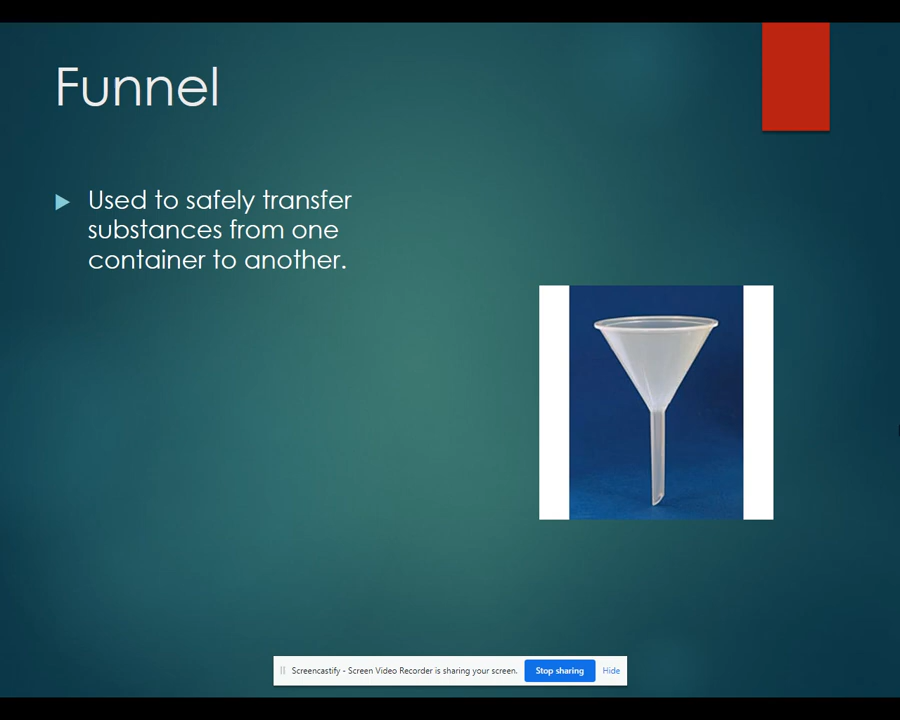 Funnel
Used to safely transfer
substances from one
container to another.
Screencastify - Screen Video Recorder is sharing your screen. Stop sharing Hide